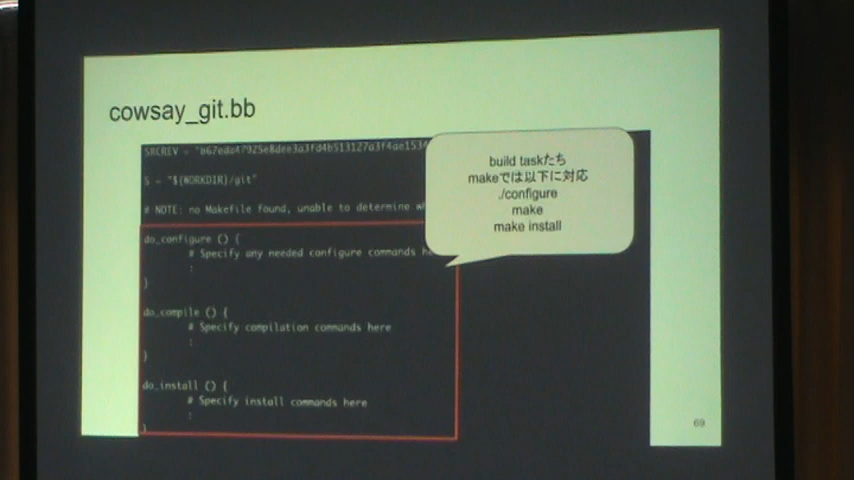 cowsay_git.bb
SRCREV = "b67eda47925e8dee3a3fd4b513127a3f4ae1534
S = "${WORKDIR}/git"
# NOTE: no Makefile found, unable to determine
do_configure () {
# Specify any needed configure commands
:
}
do_compile () {
# Specify compilation commands here
:
}
do_install () {
# Specify install commands here
:
}
build taskたち
makeでは以下に対応
./configure
make
make install
69